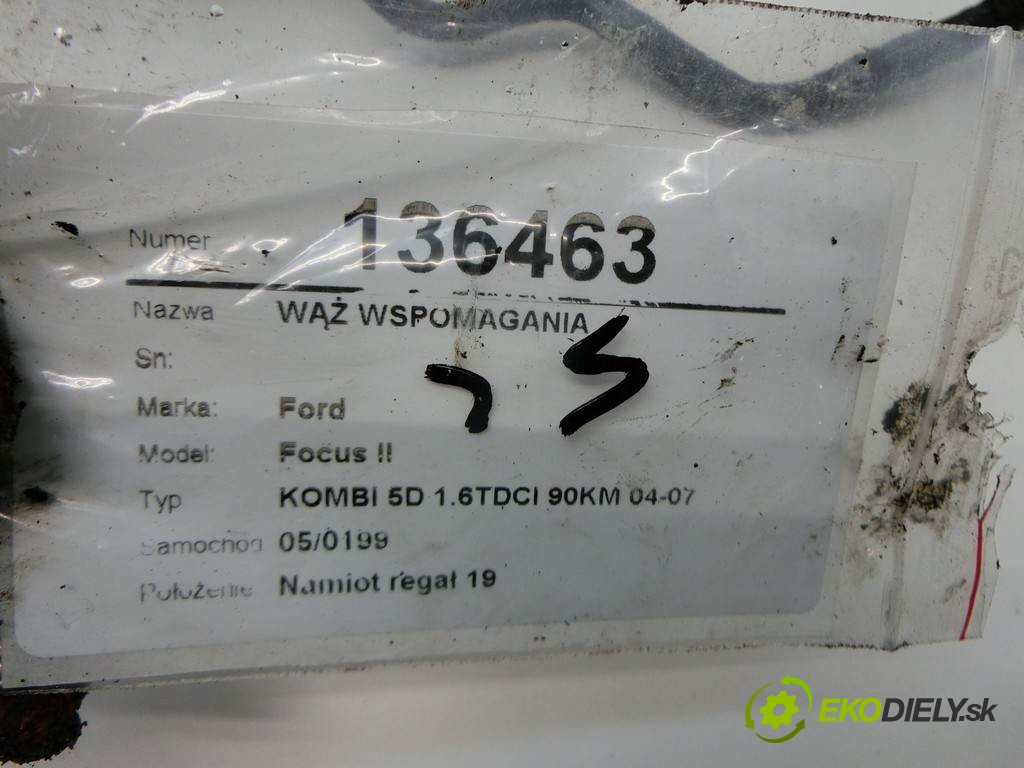 Numer 136463
Nazwa WĄŻ WSPOMAGANIA
Sn:
Marka: Ford
Model: Focus II
Typ KOMBI 5D 1.6TDCI 90KM 04-07
Samochód 05/0199
Położenie Namiot regał 19
EKODIELY.sk